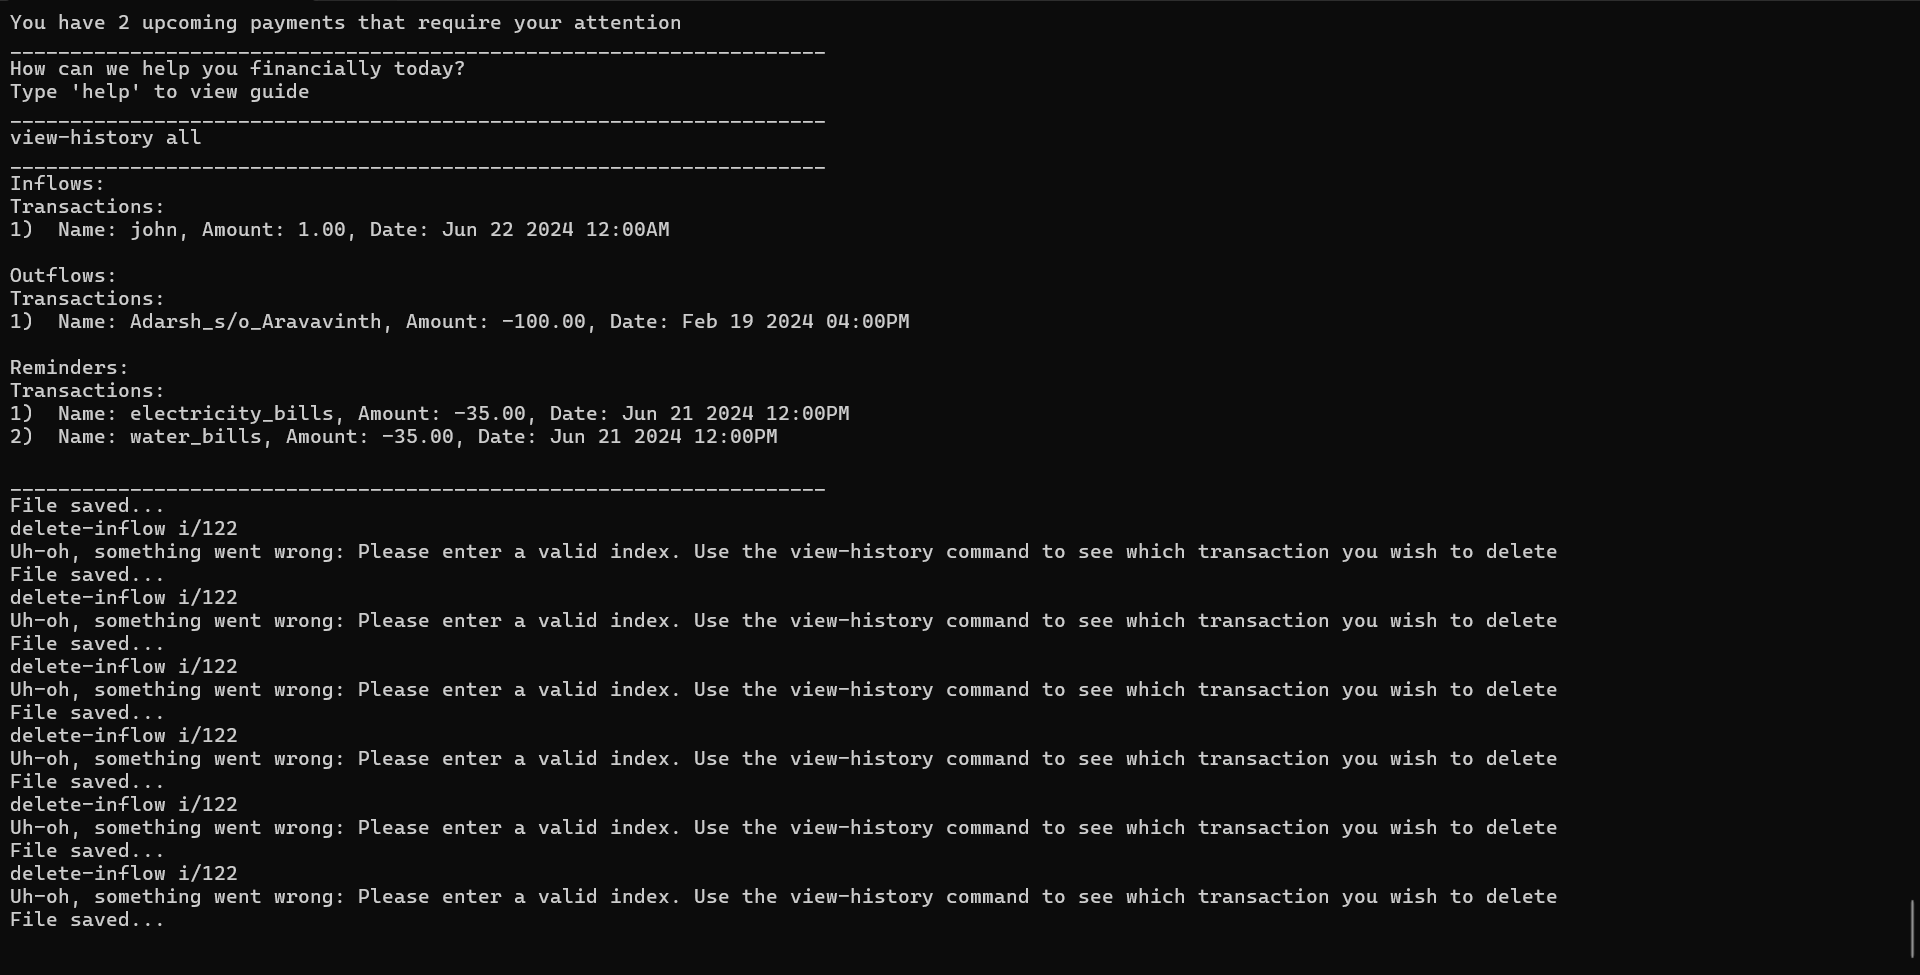 You have 2 upcoming payments that require your attention
____________________________________________________________________
How can we help you financially today?
Type 'help' to view guide
____________________________________________________________________
view-history all
____________________________________________________________________
Inflows:
Transactions:
1)  Name: john, Amount: 1.00, Date: Jun 22 2024 12:00AM

Outflows:
Transactions:
1)  Name: Adarsh_s/o_Aravavinth, Amount: -100.00, Date: Feb 19 2024 04:00PM

Reminders:
Transactions:
1)  Name: electricity_bills, Amount: -35.00, Date: Jun 21 2024 12:00PM
2)  Name: water_bills, Amount: -35.00, Date: Jun 21 2024 12:00PM

____________________________________________________________________
File saved...
delete-inflow i/122
Uh-oh, something went wrong: Please enter a valid index. Use the view-history command to see which transaction you wish to delete
File saved...
delete-inflow i/122
Uh-oh, something went wrong: Please enter a valid index. Use the view-history command to see which transaction you wish to delete
File saved...
delete-inflow i/122
Uh-oh, something went wrong: Please enter a valid index. Use the view-history command to see which transaction you wish to delete
File saved...
delete-inflow i/122
Uh-oh, something went wrong: Please enter a valid index. Use the view-history command to see which transaction you wish to delete
File saved...
delete-inflow i/122
Uh-oh, something went wrong: Please enter a valid index. Use the view-history command to see which transaction you wish to delete
File saved...
delete-inflow i/122
Uh-oh, something went wrong: Please enter a valid index. Use the view-history command to see which transaction you wish to delete
File saved...